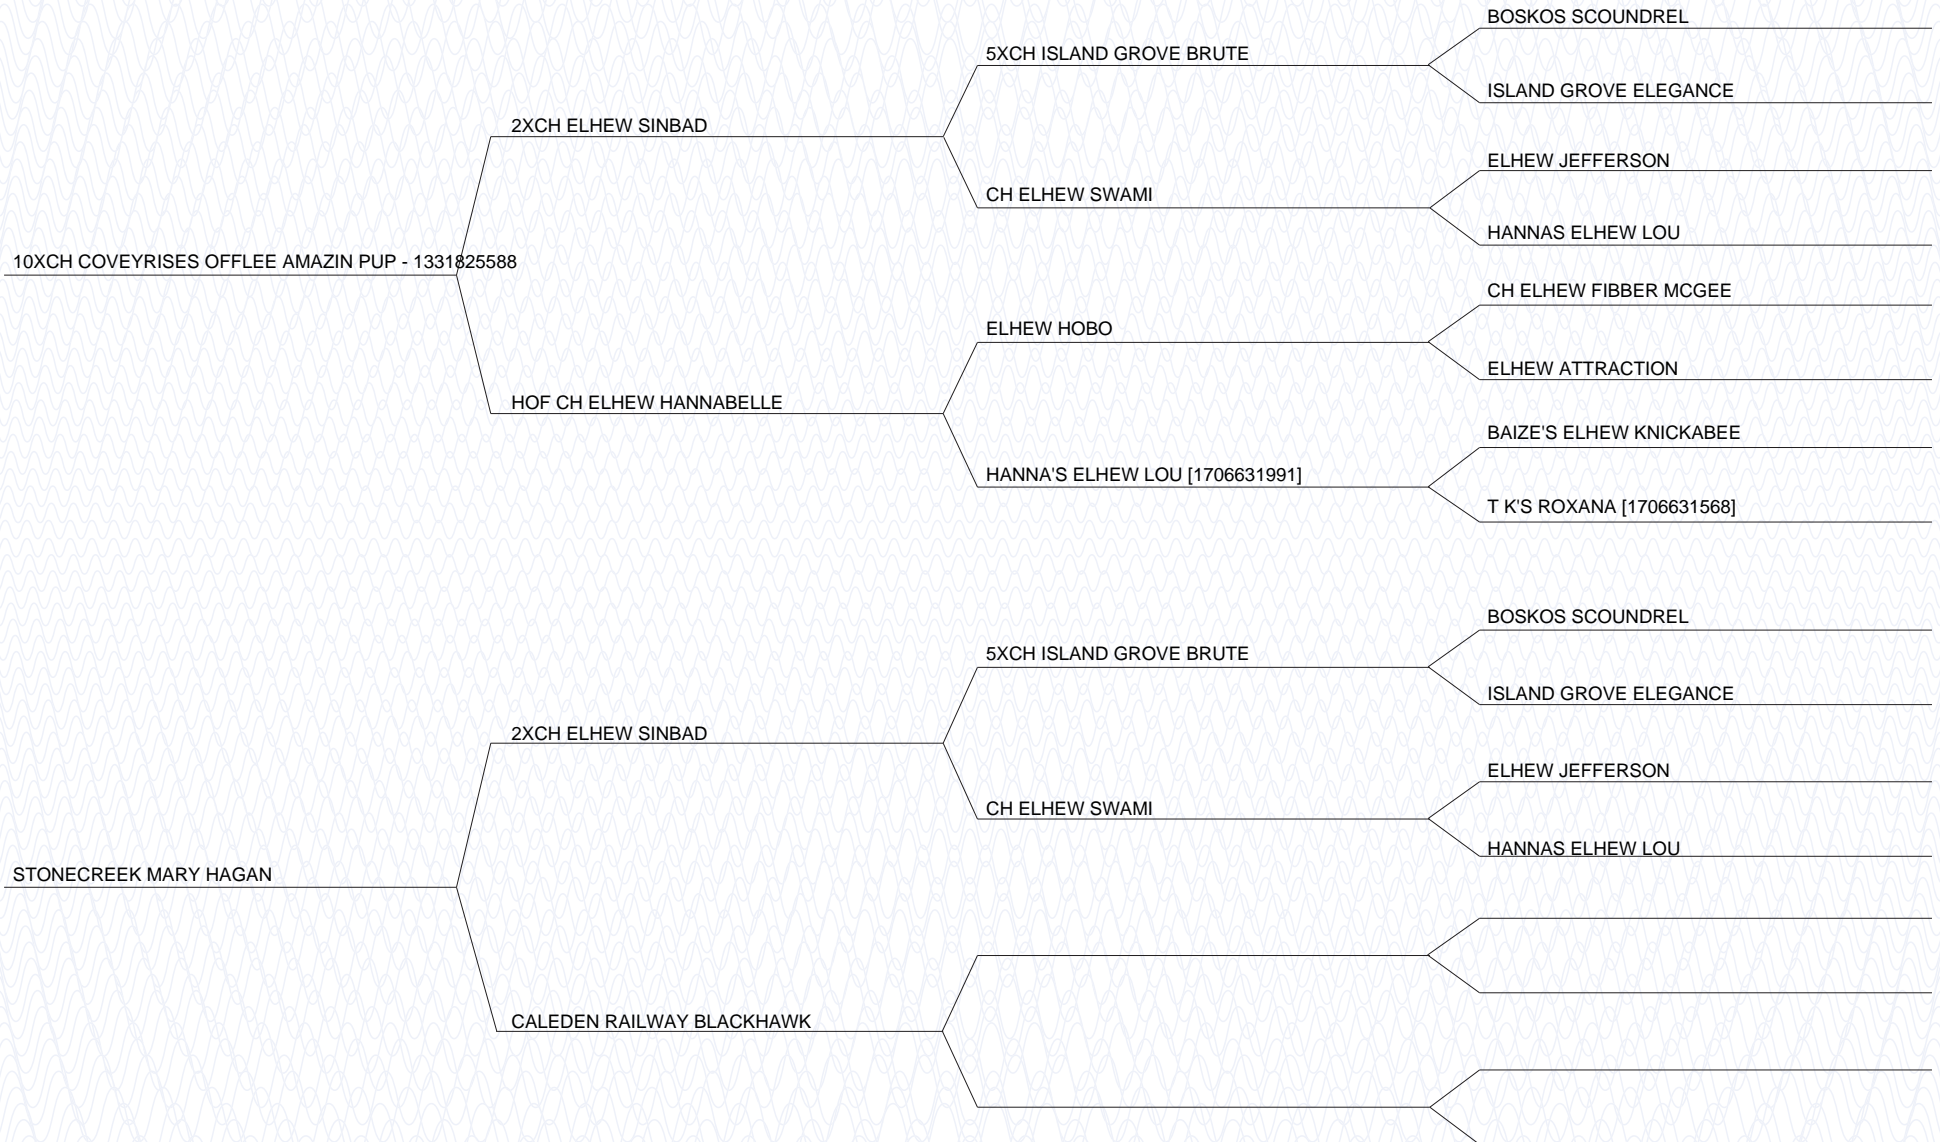 BOSKOS SCOUNDREL
5XCH ISLAND GROVE BRUTE
ISLAND GROVE ELEGANCE
2XCH ELHEW SINBAD
ELHEW JEFFERSON
CH ELHEW SWAMI
HANNAS ELHEW LOU
10XCH COVEYRISES OFFLEE AMAZIN PUP - 1331825588
CH ELHEW FIBBER MCGEE
ELHEW HOBO
ELHEW ATTRACTION
HOF CH ELHEW HANNABELLE
BAIZE'S ELHEW KNICKABEE
HANNA'S ELHEW LOU [1706631991]
T K'S ROXANA [1706631568]
BOSKOS SCOUNDREL
5XCH ISLAND GROVE BRUTE
ISLAND GROVE ELEGANCE
2XCH ELHEW SINBAD
ELHEW JEFFERSON
CH ELHEW SWAMI
HANNAS ELHEW LOU
STONECREEK MARY HAGAN
CALEDEN RAILWAY BLACKHAWK